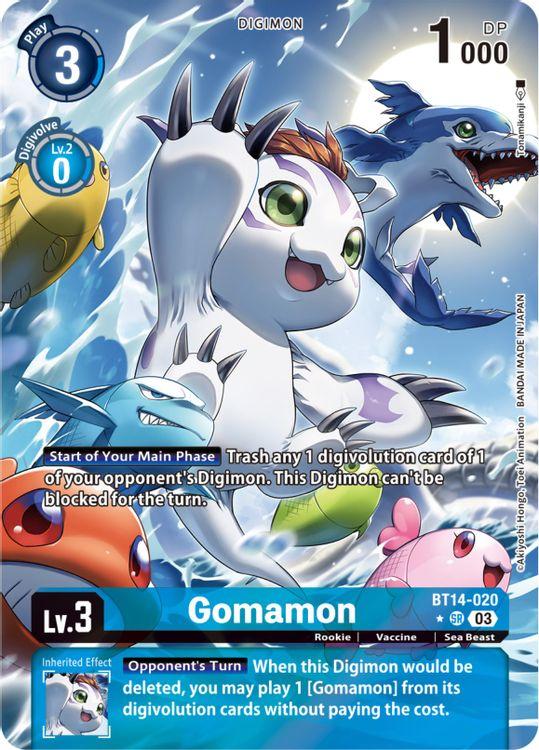 Play
3
DIGIMON
DP
1000
Digivolve
Lv.2
0
Tonamikanji
©Akiyoshi Hongo, Toei Animation BANDAI MADE IN JAPAN
Start of Your Main Phase Trash any 1 digivolution card of 1
of your opponent's Digimon. This Digimon can't be
blocked for the turn.
Lv.3
Gomamon
BT14-020
SR 03
Rookie Vaccine Sea Beast
Inherited Effect
Opponent's Turn When this Digimon would be
deleted, you may play 1 [Gomamon] from its
digivolution cards without paying the cost.